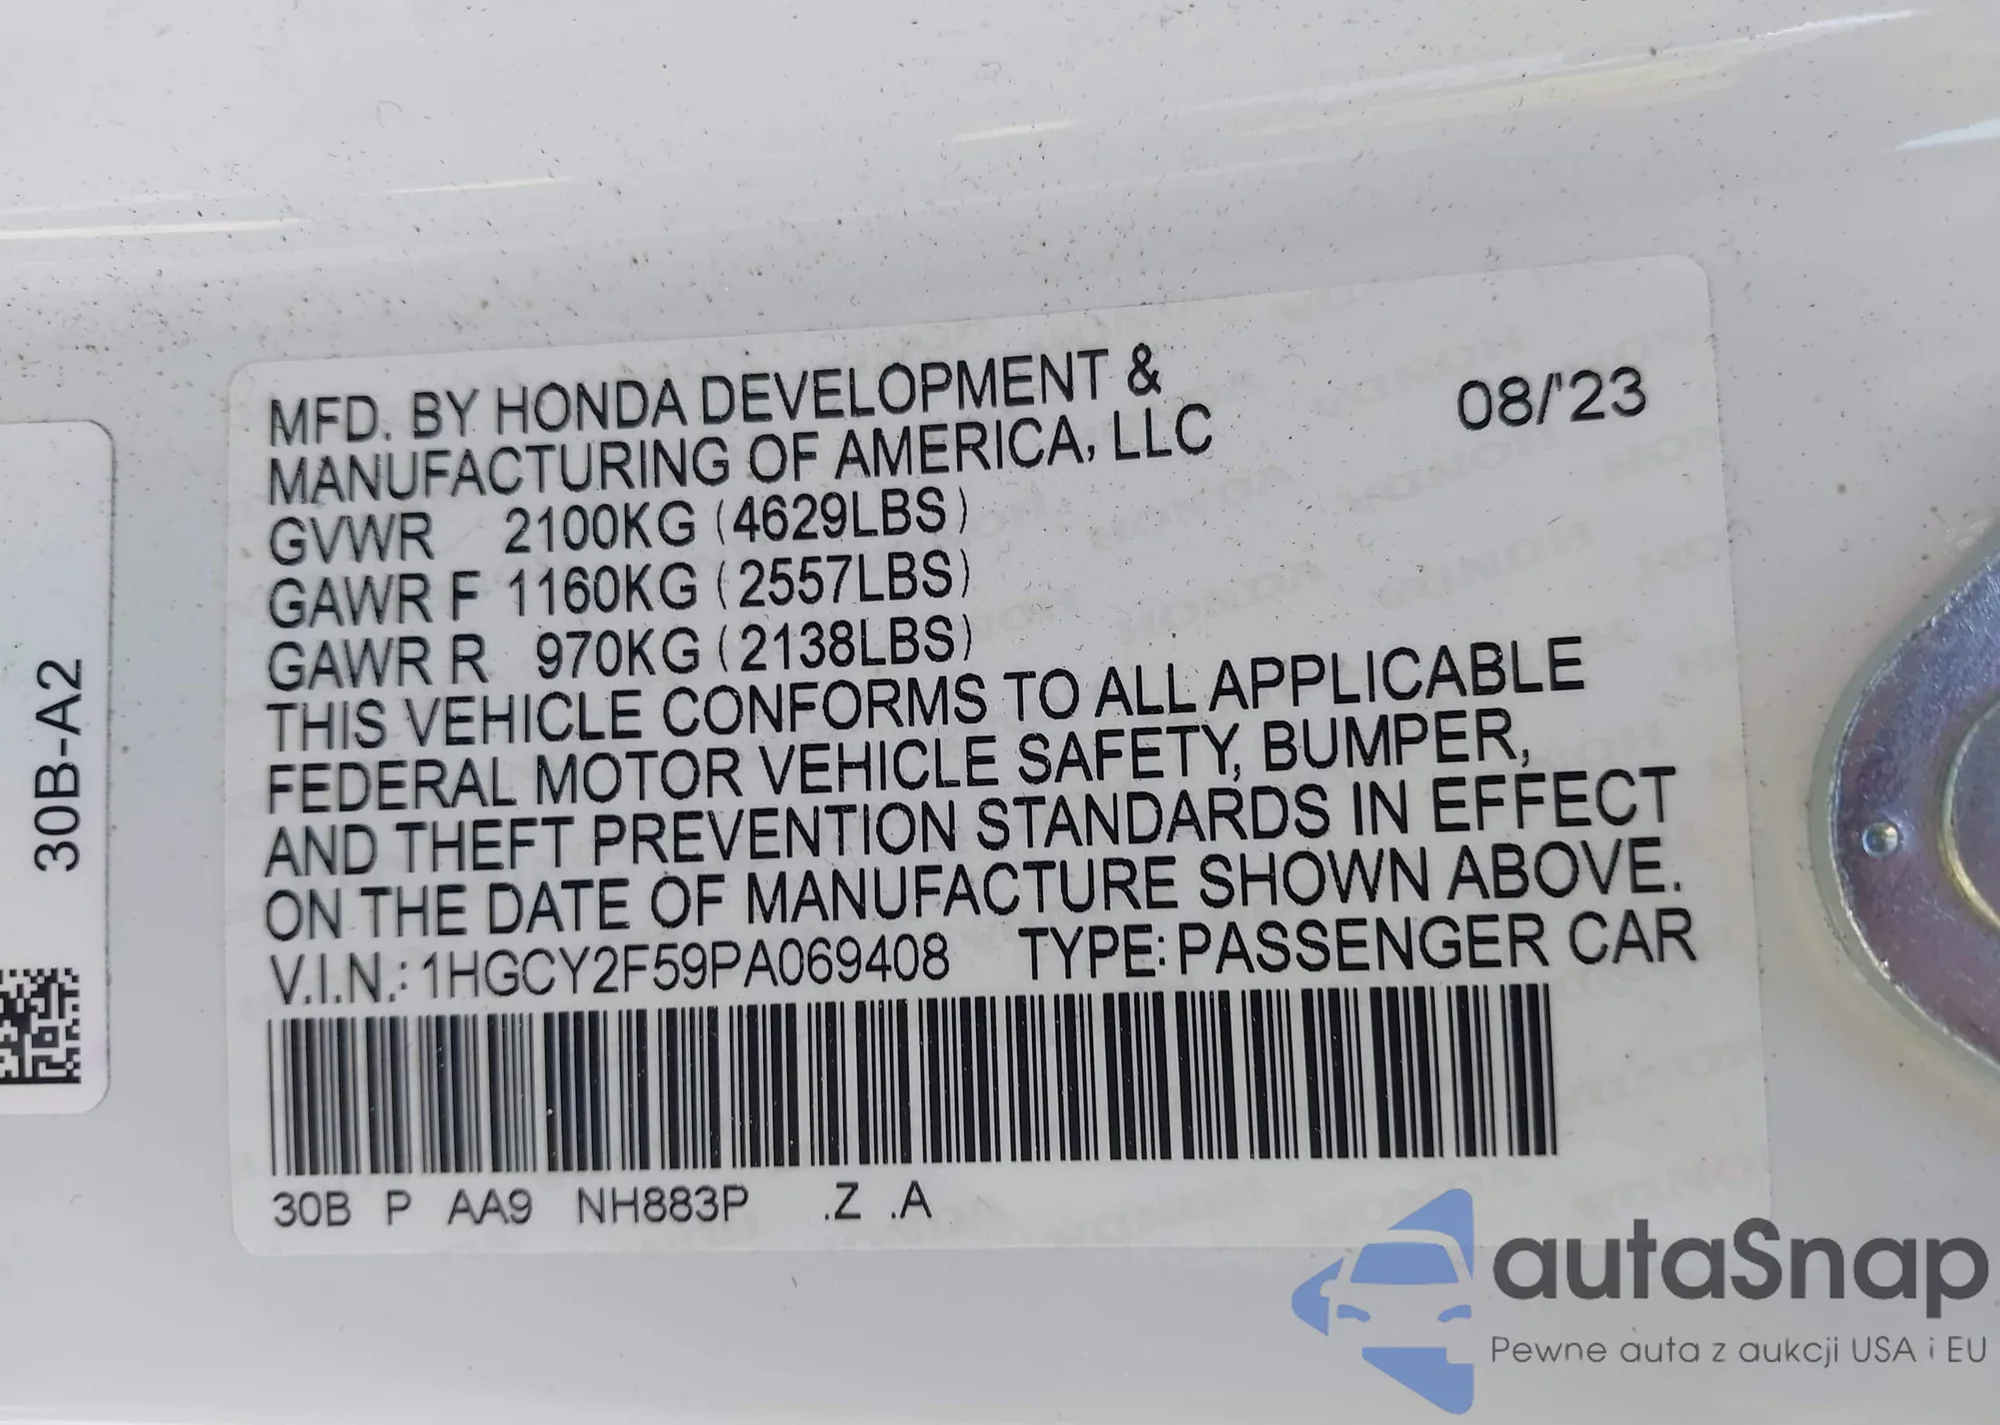 MFD. BY HONDA DEVELOPMENT &
MANUFACTURING OF AMERICA, LLC
08/'23
GVWR 2100KG (4629LBS)
GAWR F 1160KG (2557LBS)
GAWR R 970KG (2138LBS)
THIS VEHICLE CONFORMS TO ALL APPLICABLE
FEDERAL MOTOR VEHICLE SAFETY, BUMPER,
AND THEFT PREVENTION STANDARDS IN EFFECT
ON THE DATE OF MANUFACTURE SHOWN ABOVE.
V.I.N.: 1HGCY2F59PA069408 TYPE: PASSENGER CAR
30B P AA9 NH883P .Z .A
30B-A2
autaSnap
Pewne auta z aukcji USA i EU